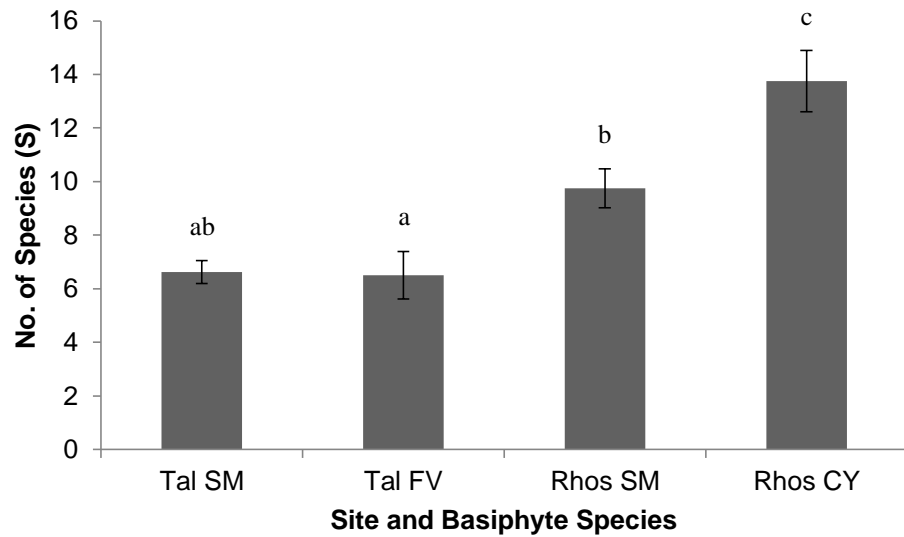 16
14
12
10
8
6
4
2
0
No. of Species (S)
ab
a
b
c
Tal SM
Tal FV
Rhos SM
Rhos CY
Site and Basiphyte Species